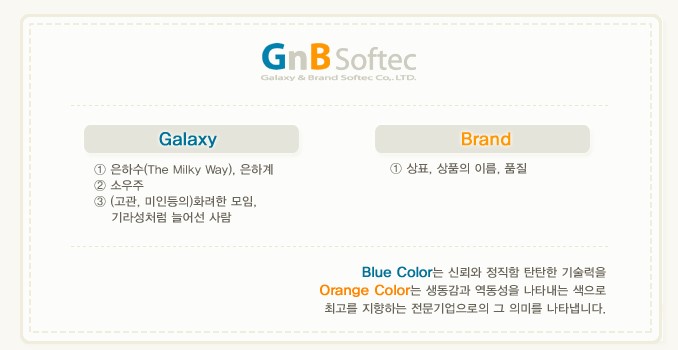 GnB Softec
Galaxy & Brand Softec Co,. LTD.
Galaxy
① 은하수(The Milky Way), 은하계
② 소우주
③ (고관, 미인등의)화려한 모임,
기라성처럼 늘어선 사람
Brand
① 상표, 상품의 이름, 품질
Blue Color는 신뢰와 정직함 탄탄한 기술력을
Orange Color는 생동감과 역동성을 나타내는 색으로
최고를 지향하는 전문기업으로의 그 의미를 나타냅니다.